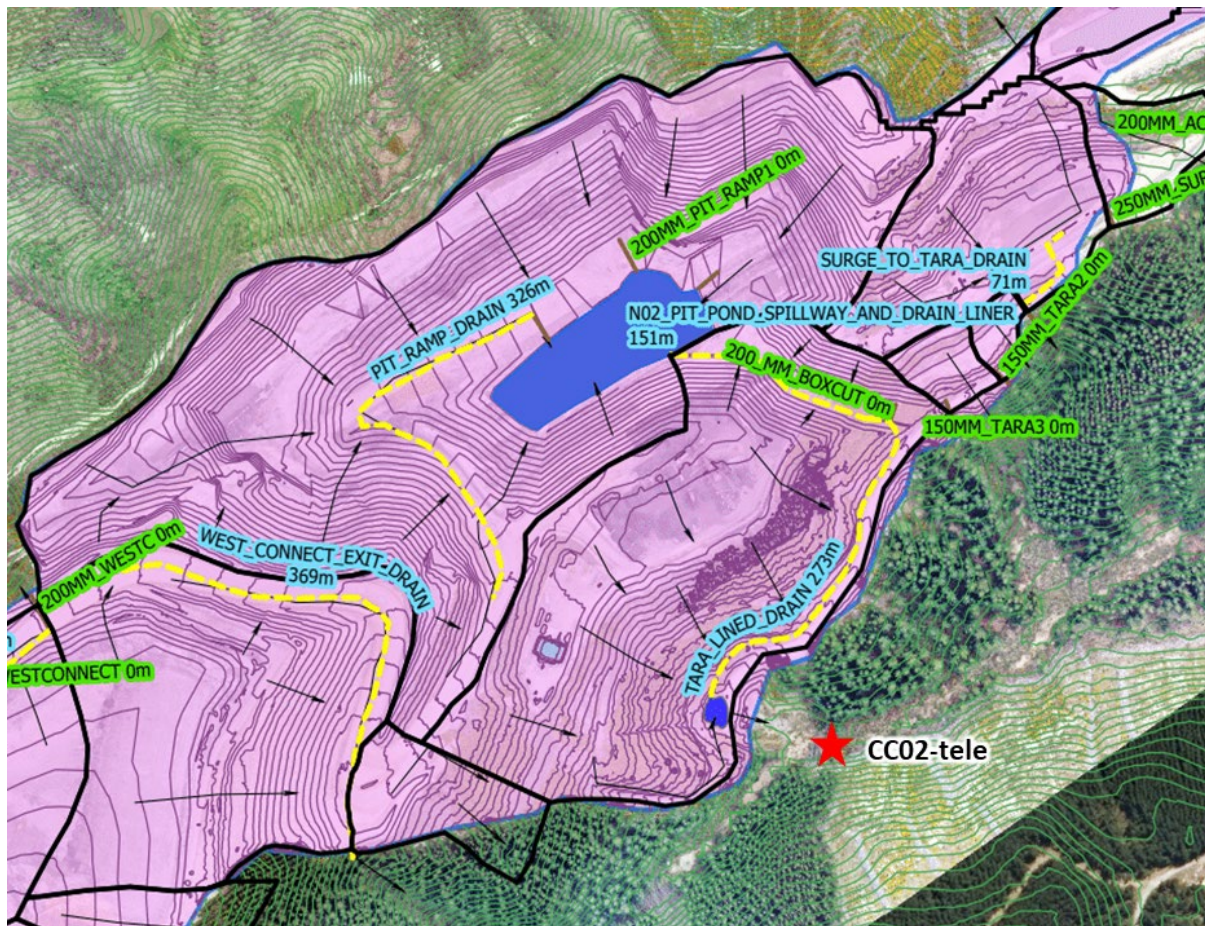 200MM_AC
250MM_SUR
200MM_PIT_RAMP1 0m
SURGE_TO_TARA_DRAIN
71m
PIT_RAMP_DRAIN 326m
N02_PIT_POND_SPILLWAY_AND_DRAIN_LINER
151m
150MM_TARA2 0m
200_MM_BOXCUT 0m
150MM_TARA3 0m
200MM_WESTC 0m
WEST_CONNECT_EXIT_DRAIN
369m
TARA_LINED_DRAIN 273m
ESTCONNECT 0m
CC02-tele